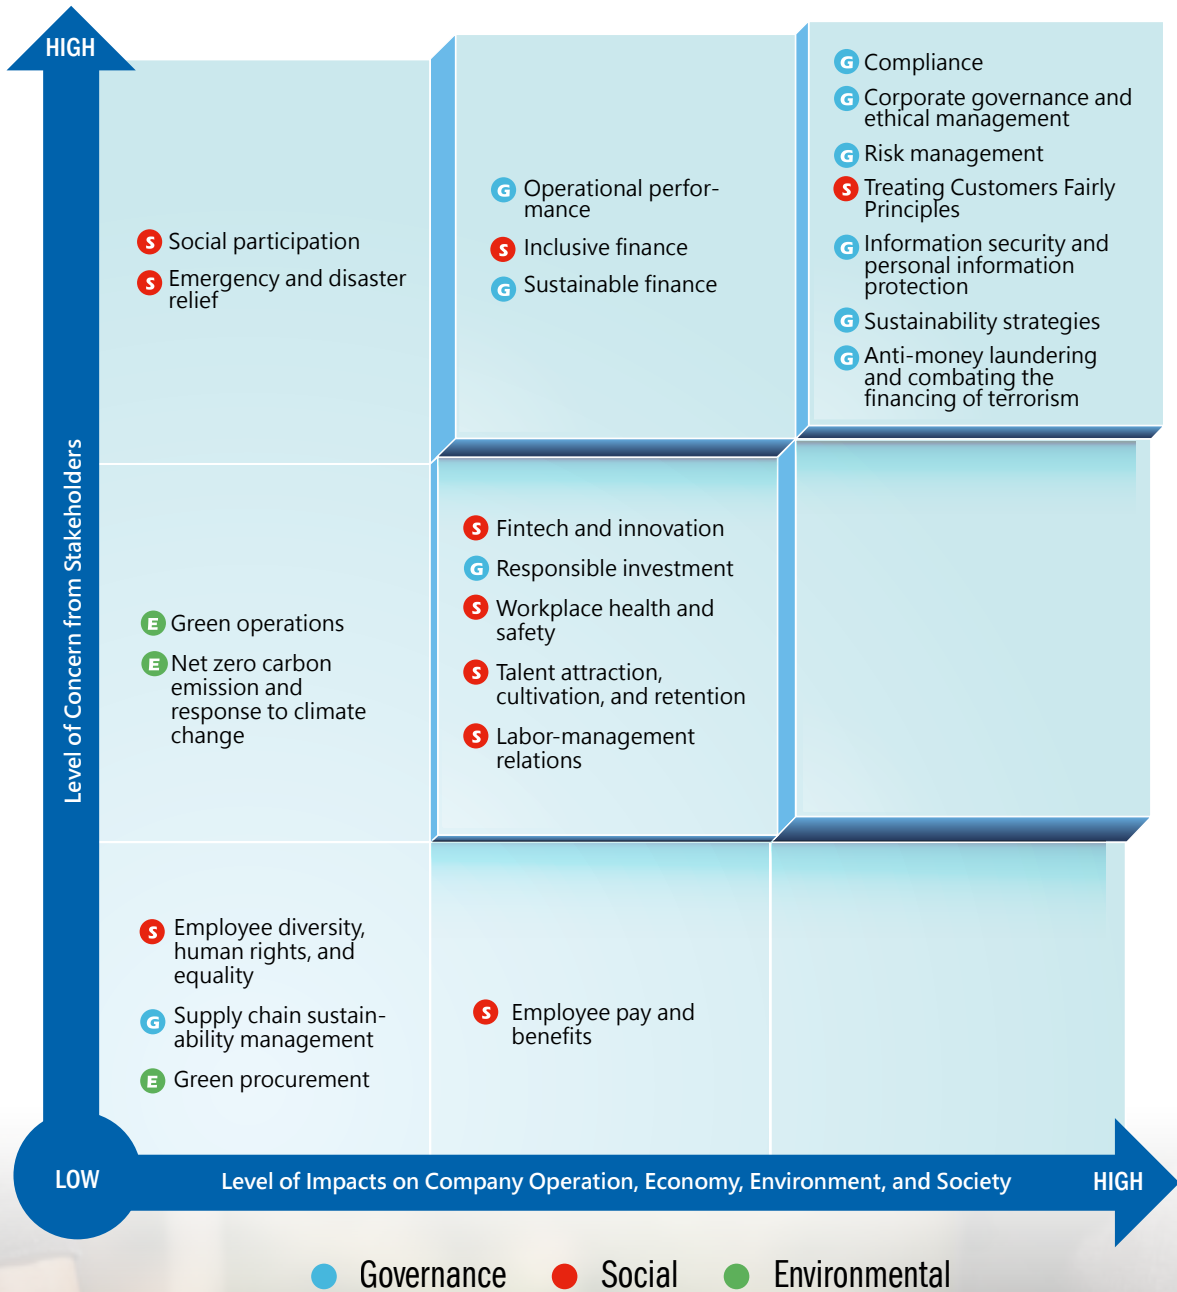 HIGH
G Compliance
G Corporate governance and
ethical management
G Risk management
S Treating Customers Fairly
Principles
G Information security and
personal information
protection
G Sustainability strategies
G Anti-money laundering
and combating the
financing of terrorism
G Operational perfor-
mance
S Inclusive finance
G Sustainable finance
S Social participation
S Emergency and disaster
relief
Level of Concern from Stakeholders
S Fintech and innovation
G Responsible investment
S Workplace health and
safety
S Talent attraction,
cultivation, and retention
S Labor-management
relations
E Green operations
E Net zero carbon
emission and
response to climate
change
S Employee diversity,
human rights, and
equality
G Supply chain sustain-
ability management
E Green procurement
S Employee pay and
benefits
LOW
Level of Impacts on Company Operation, Economy, Environment, and Society
HIGH
Governance
Social
Environmental